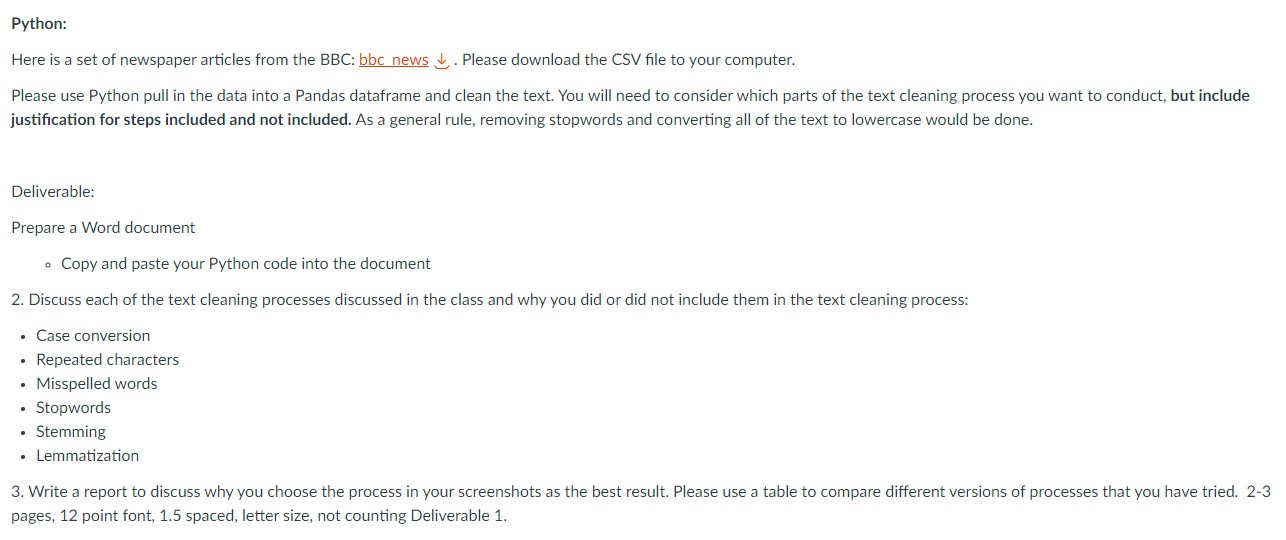 Python:
Here is a set of newspaper articles from the BBC: bbc_news . Please download the CSV file to your computer.
Please use Python pull in the data into a Pandas dataframe and clean the text. You will need to consider which parts of the text cleaning process you want to conduct, but include
justification for steps included and not included. As a general rule, removing stopwords and converting all of the text to lowercase would be done.
Deliverable:
Prepare a Word document
◦ Copy and paste your Python code into the document
2. Discuss each of the text cleaning processes discussed in the class and why you did or did not include them in the text cleaning process:
• Case conversion
• Repeated characters
• Misspelled words
• Stopwords
• Stemming
• Lemmatization
3. Write a report to discuss why you choose the process in your screenshots as the best result. Please use a table to compare different versions of processes that you have tried. 2-3
pages, 12 point font, 1.5 spaced, letter size, not counting Deliverable 1.